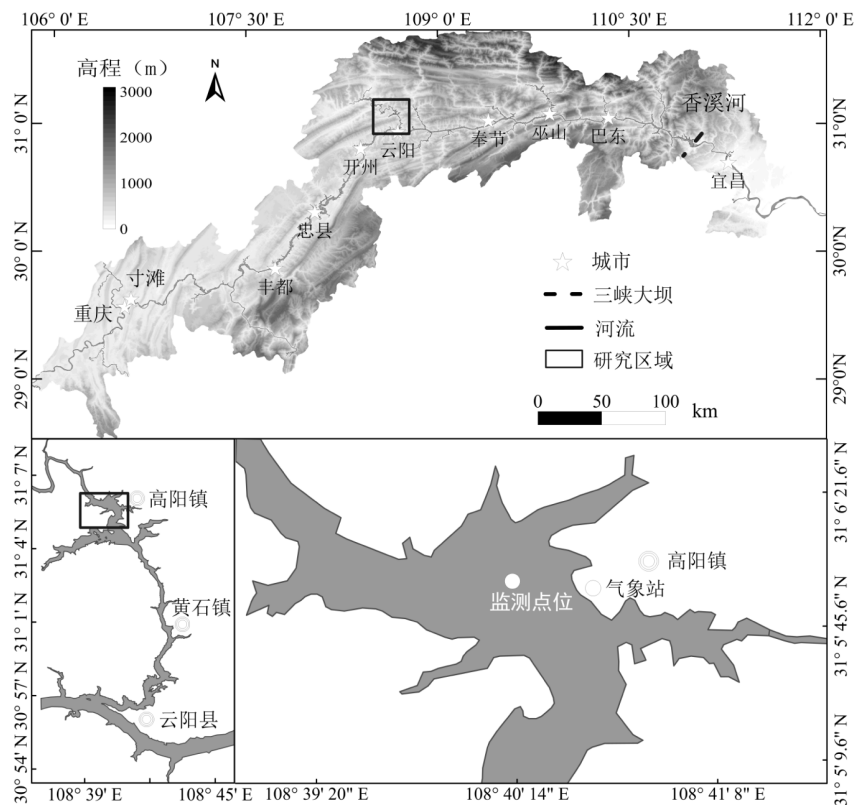 106° 0' E
107° 30' E
109° 0' E
110° 30' E
112° 0' E
高程（m）
3000
2000
1000
0
N
31° 0' N
30° 0' N
29° 0' N
31° 0' N
30° 0' N
29° 0' N
香溪河
云阳
开州
奉节
巫山
巴东
宜昌
忠县
丰都
寸滩
重庆
城市
三峡大坝
河流
研究区域
0 50 100
km
31° 7' N
31° 4' N
31° 1' N
30° 57' N
30° 54' N
高阳镇
黄石镇
云阳县
108° 39' E
108° 45' E
高阳镇
气象站
监测点位
31° 6' 21.6" N
31° 5' 45.6" N
31° 5' 9.6" N
108° 39' 20" E
108° 40' 14" E
108° 41' 8" E